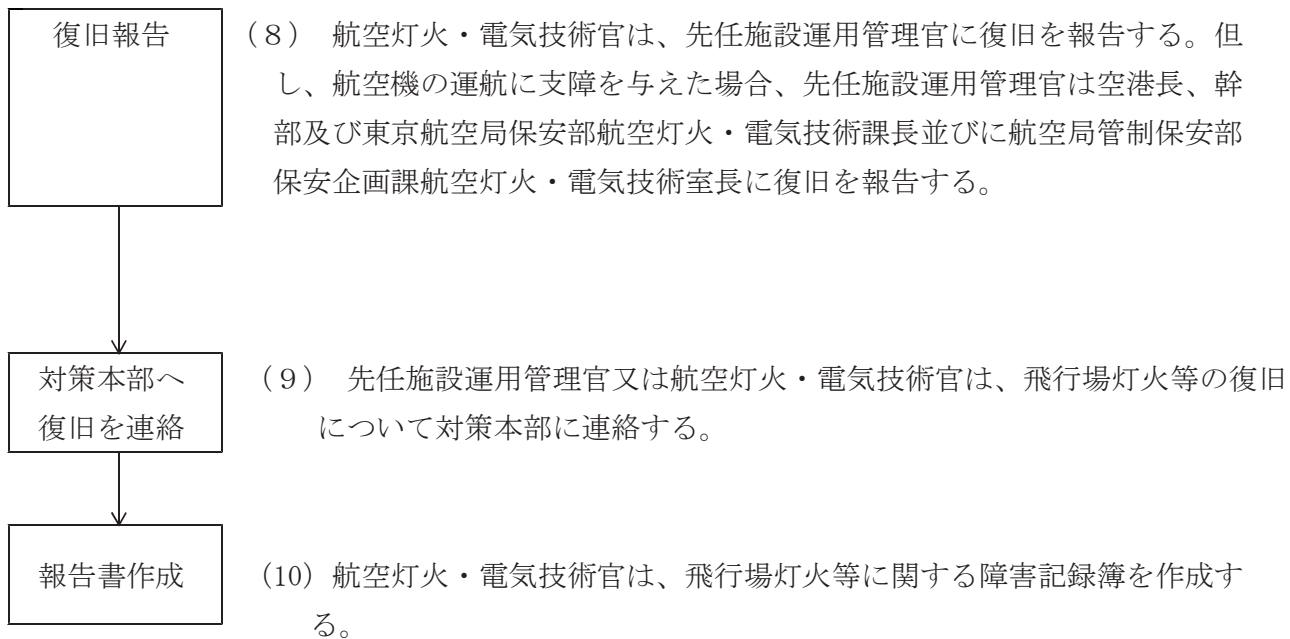 復旧報告
（８） 航空灯火・電気技術官は、先任施設運用管理官に復旧を報告する。但
し、航空機の運航に支障を与えた場合、先任施設運用管理官は空港長、幹
部及び東京航空局保安部航空灯火・電気技術課長並びに航空局管制保安部
保安企画課航空灯火・電気技術室長に復旧を報告する。
対策本部へ
復旧を連絡
（９） 先任施設運用管理官又は航空灯火・電気技術官は、飛行場灯火等の復旧
について対策本部に連絡する。
報告書作成
（10）航空灯火・電気技術官は、飛行場灯火等に関する障害記録簿を作成す
る。